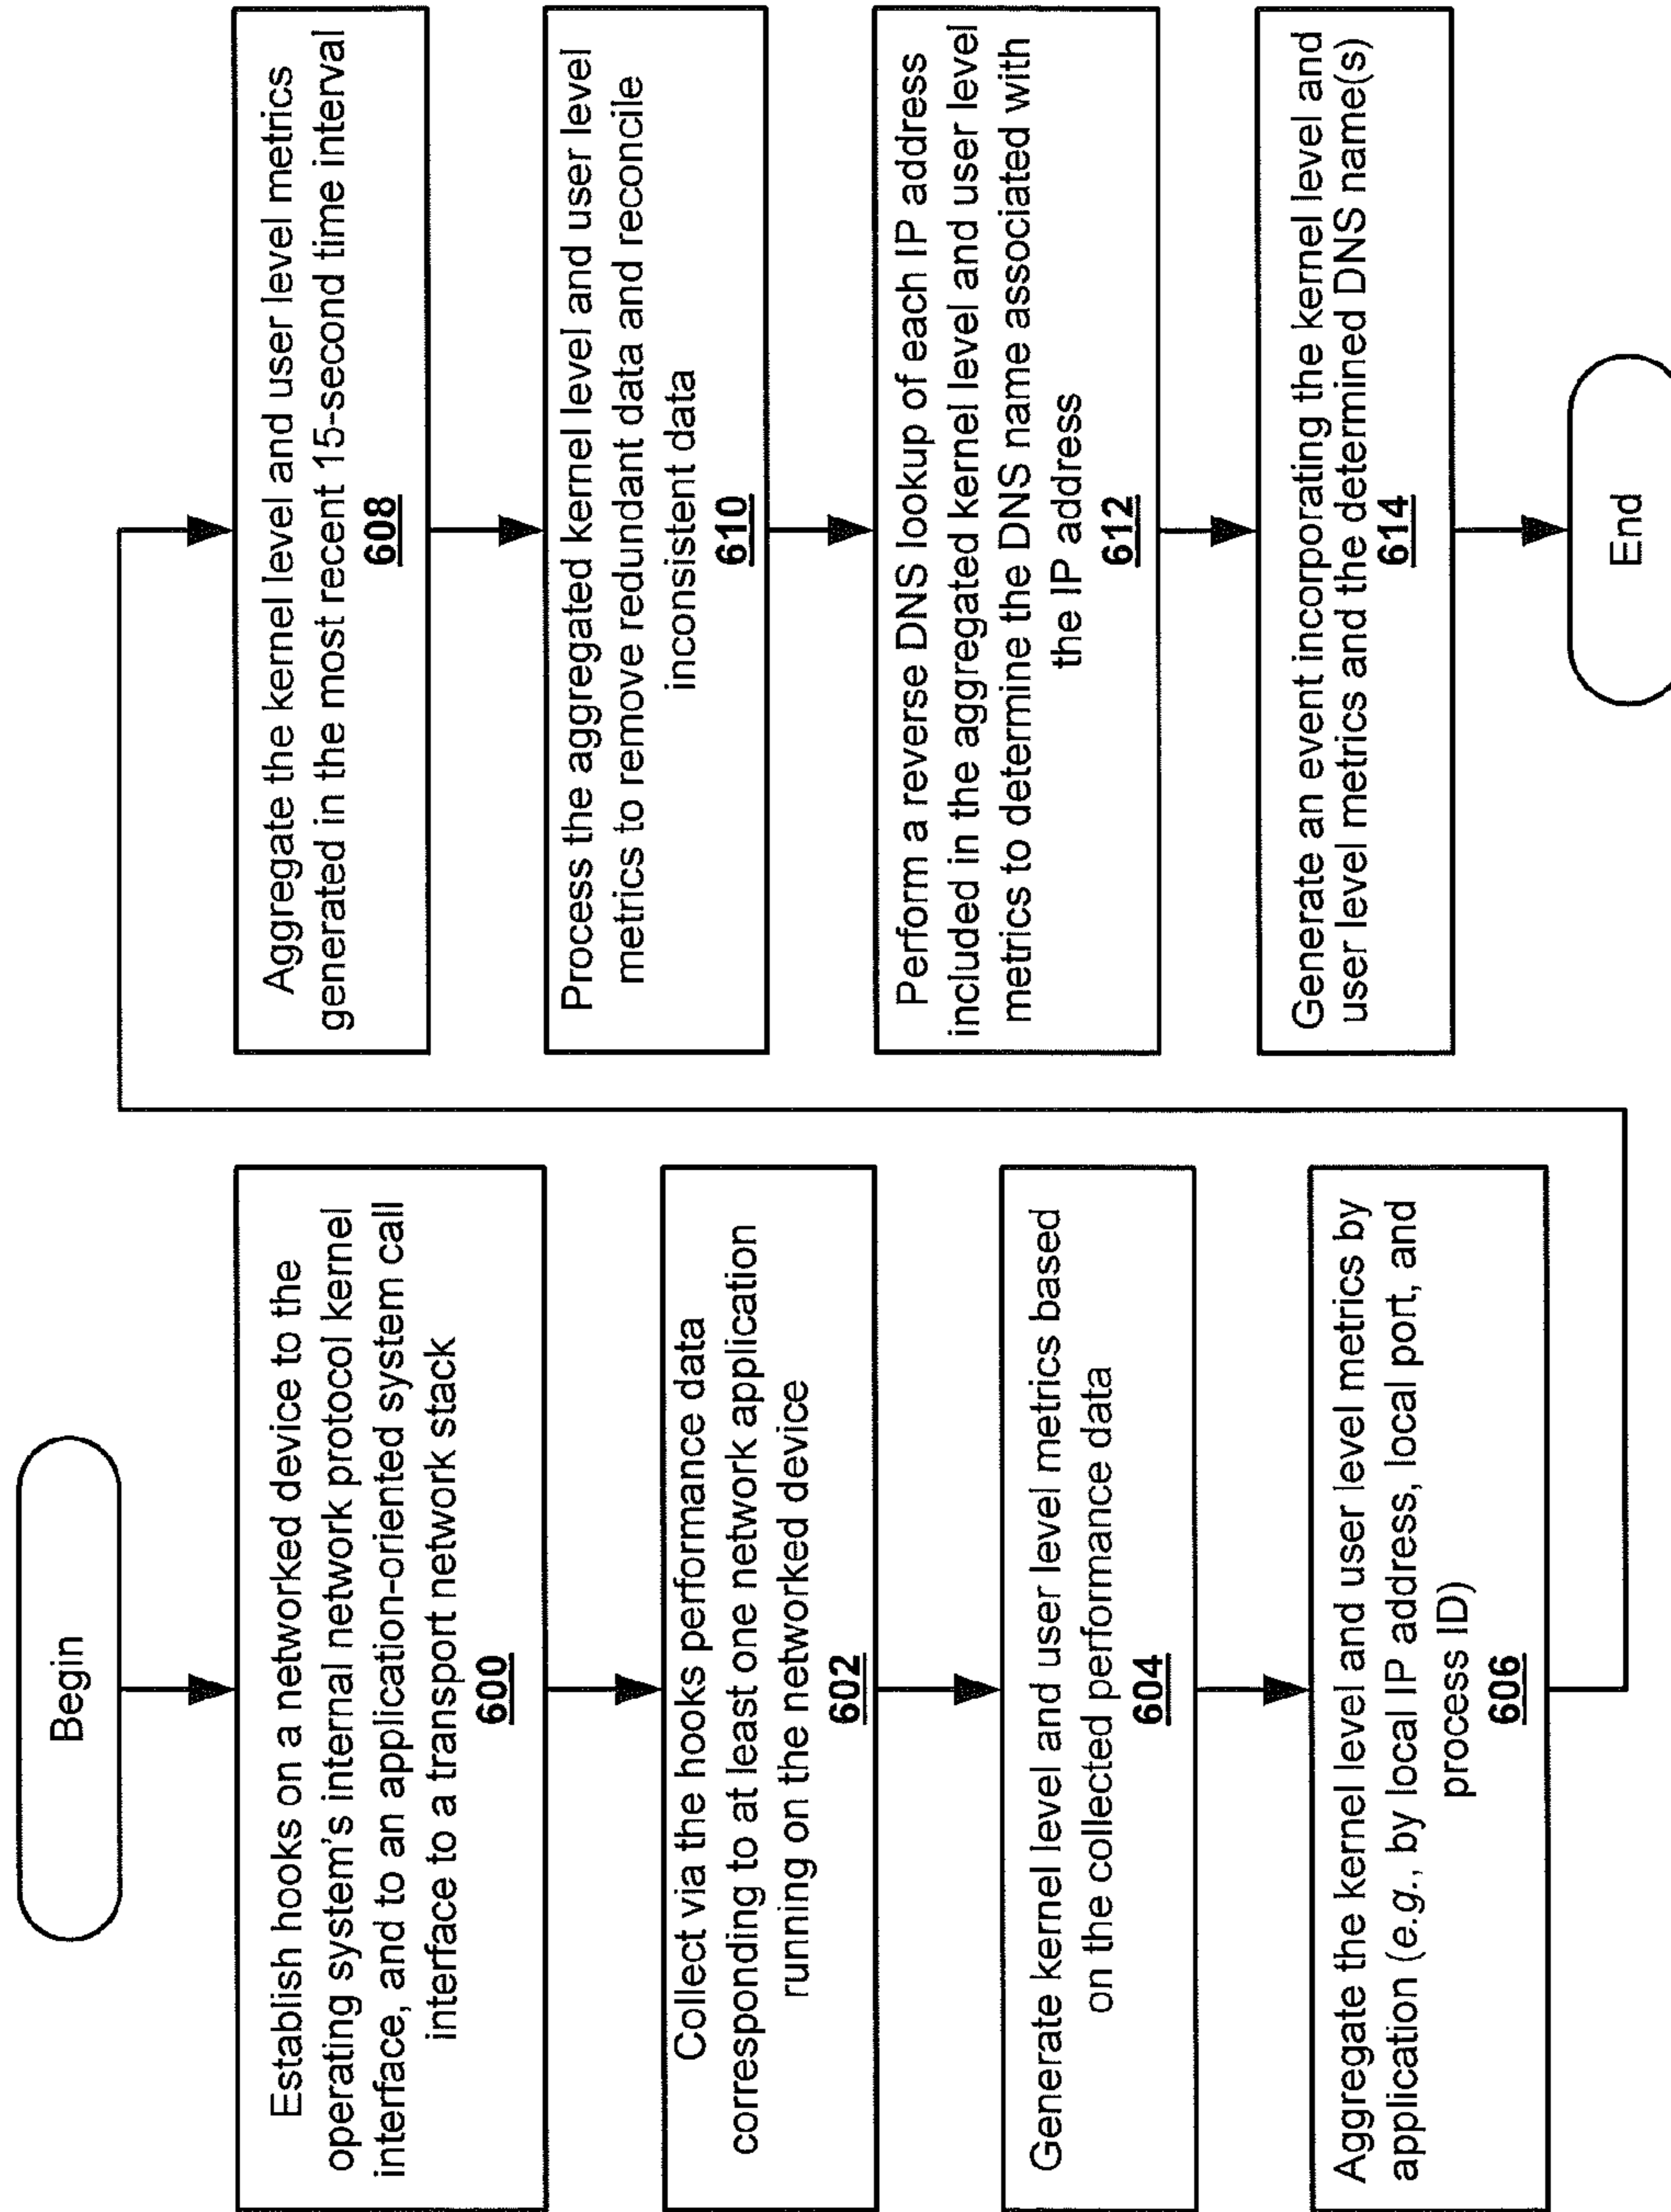 Begin
Establish hooks on a networked device to the
operating system's internal network protocol kernel
interface, and to an application-oriented system call
interface to a transport network stack
600
Collect via the hooks performance data
corresponding to at least one network application
running on the networked device
602
Generate kernel level and user level metrics based
on the collected performance data
604
Aggregate the kernel level and user level metrics by
application (e.g., by local IP address, local port, and
process ID)
606
Aggregate the kernel level and user level metrics
generated in the most recent 15-second time interval
608
Process the aggregated kernel level and user level
metrics to remove redundant data and reconcile
inconsistent data
610
Perform a reverse DNS lookup of each IP address
included in the aggregated kernel level and user level
metrics to determine the DNS name associated with
the IP address
612
Generate an event incorporating the kernel level and
user level metrics and the determined DNS name(s)
614
End